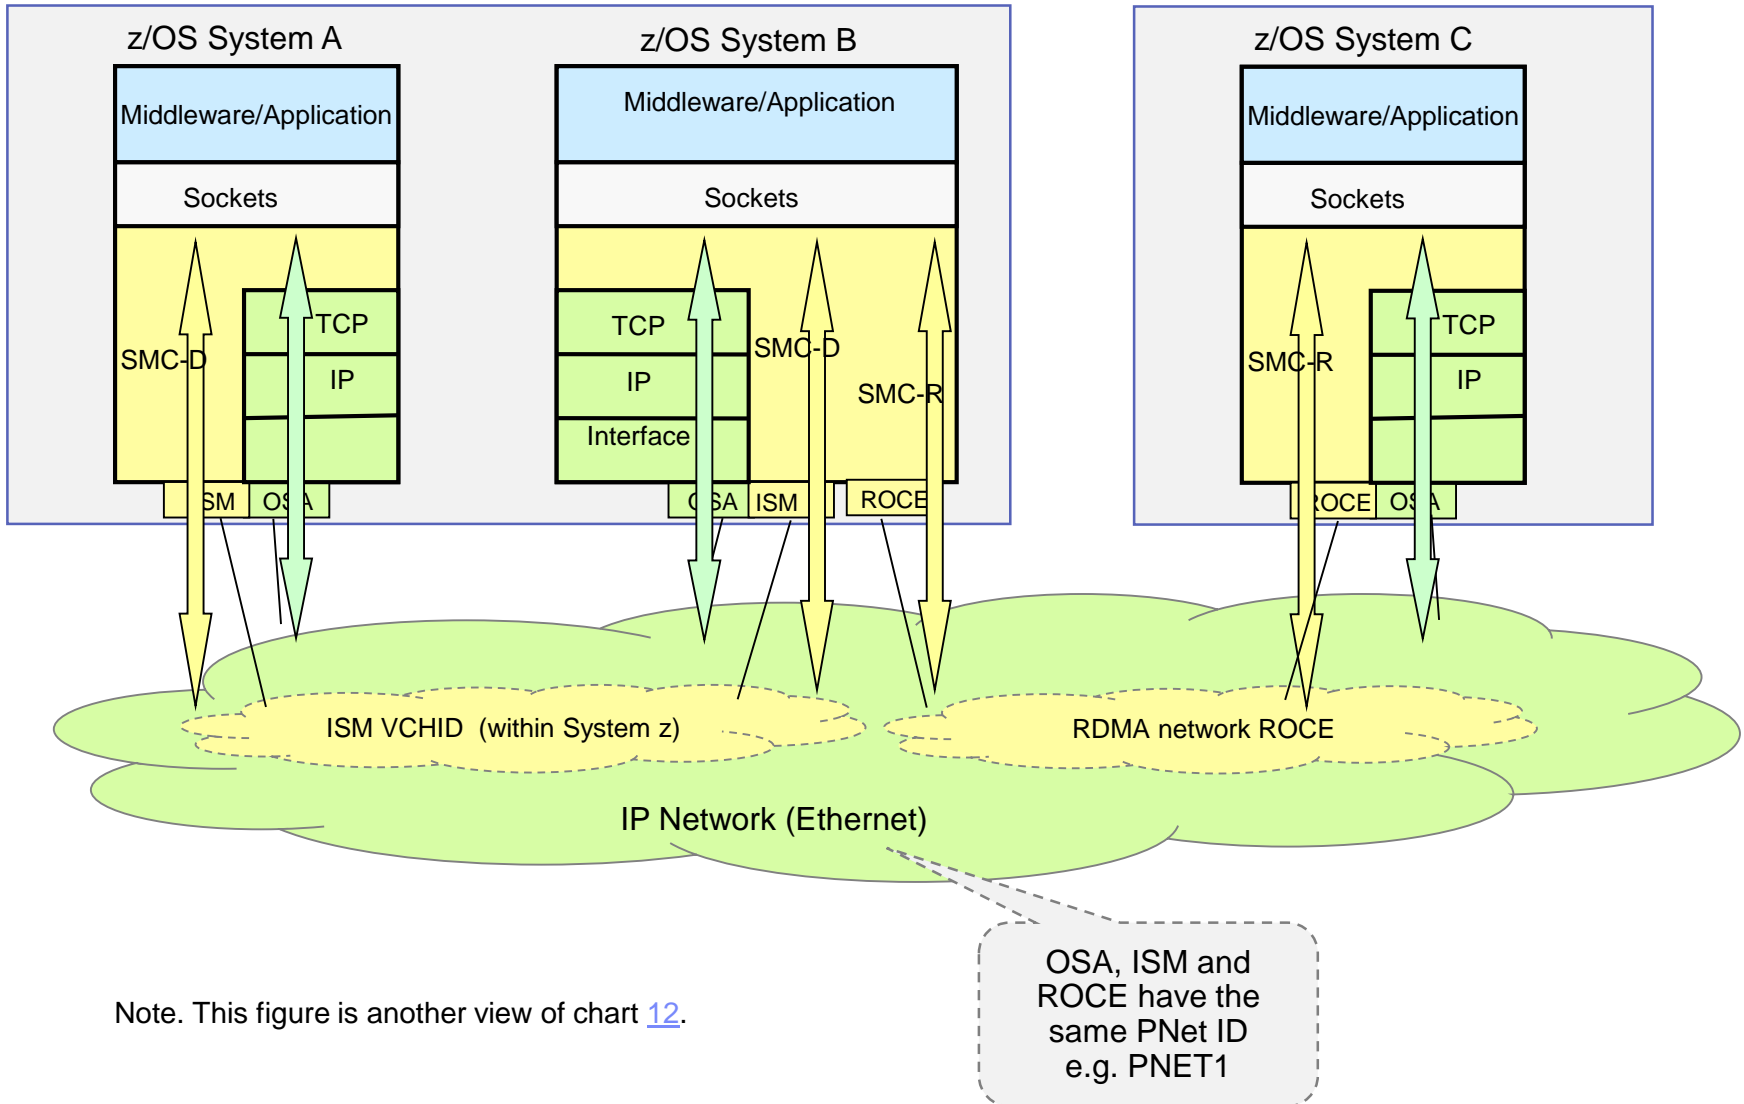 z/OS System A
z/OS System B
z/OS System C
Middleware/Application
Middleware/Application
Middleware/Application
Sockets
Sockets
Sockets
TCP
SMC-D
IP
TCP
SMC-D
IP
SMC-R
Interface
TCP
SMC-R
IP
ISM
OSA
OSA
ISM
ROCE
ROCE
OSA
ISM VCHID (within System z)
RDMA network ROCE
IP Network (Ethernet)
OSA, ISM and
ROCE have the
same PNet ID
e.g. PNET1
Note. This figure is another view of chart 12.